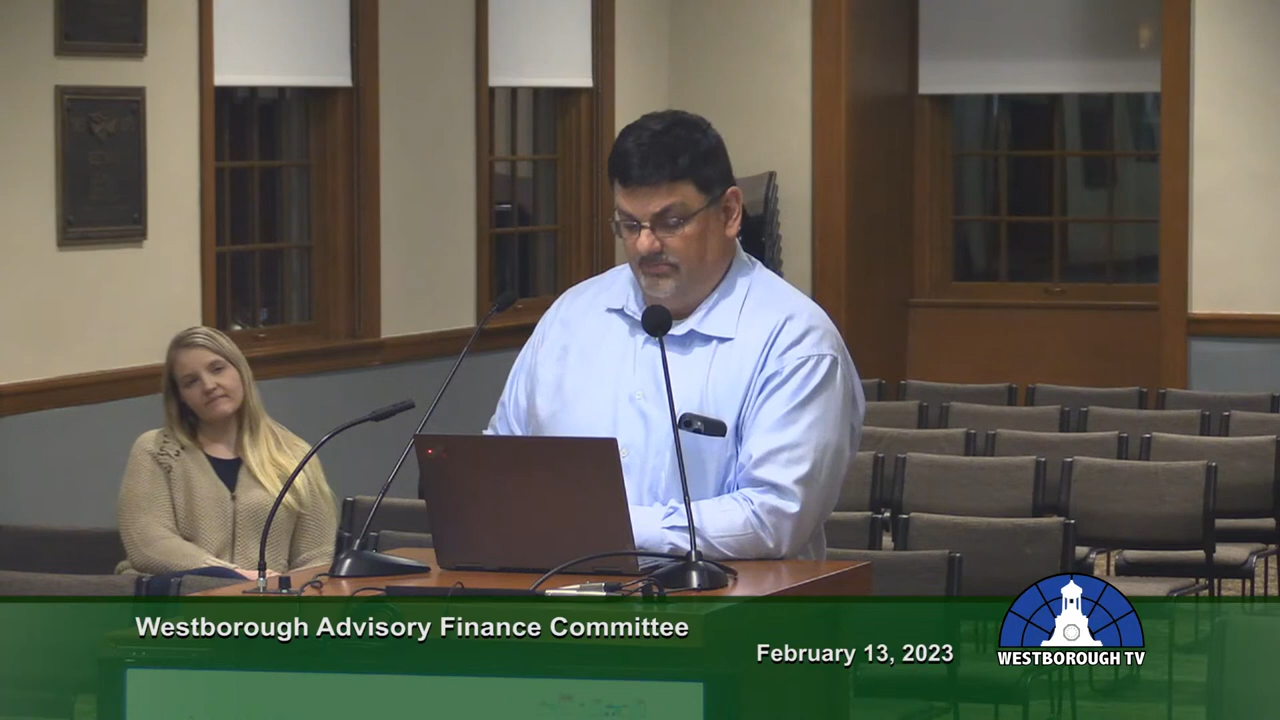 Westborough Advisory Finance Committee
February 13, 2023
WESTBOROUGH TV